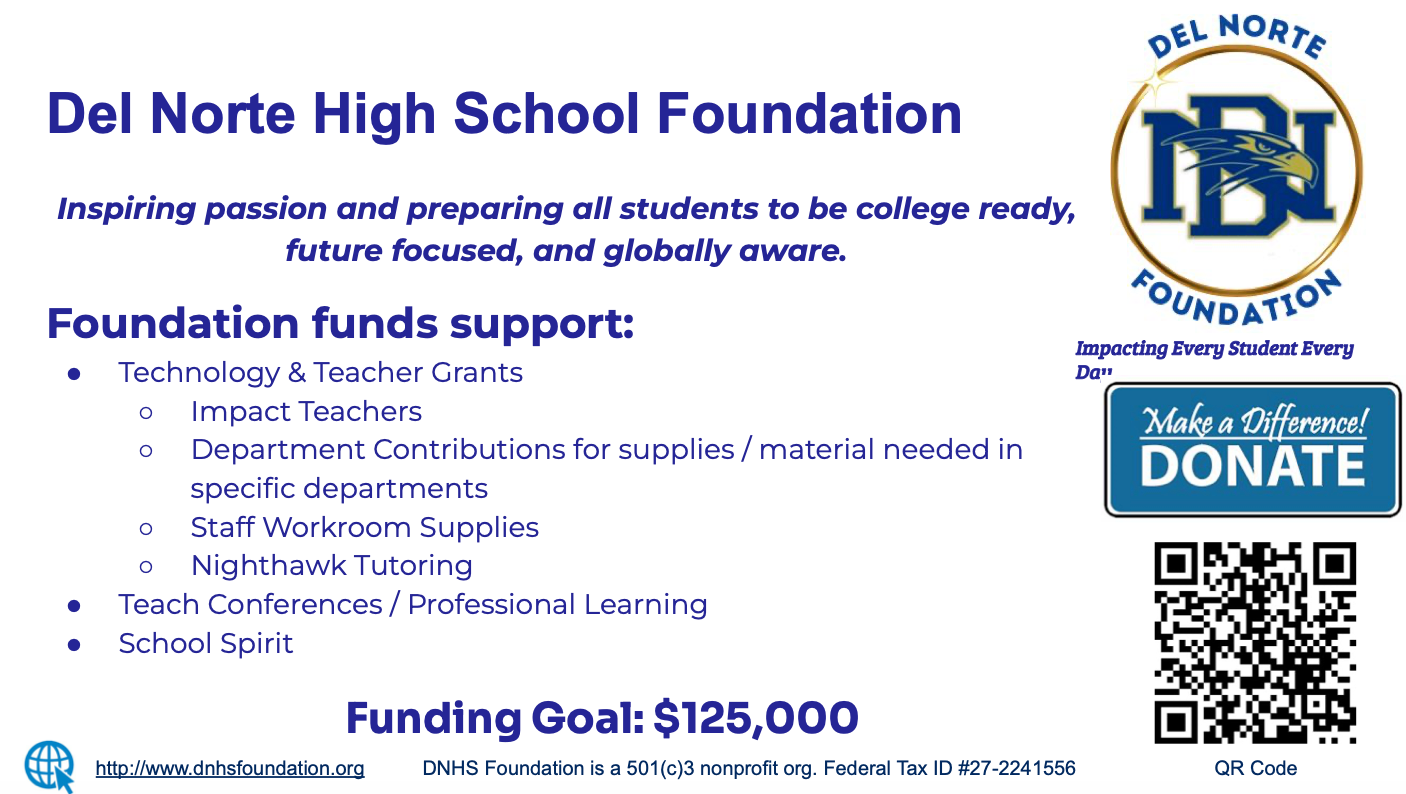 DEL NORTE
DN
FOUNDATION
Del Norte High School Foundation
Inspiring passion and preparing all students to be college ready,
future focused, and globally aware.
Foundation funds support:
● Technology & Teacher Grants
○ Impact Teachers
○ Department Contributions for supplies / material needed in
specific departments
○ Staff Workroom Supplies
○ Nighthawk Tutoring
● Teach Conferences / Professional Learning
● School Spirit
Funding Goal: $125,000
Impacting Every Student Every
Make a Difference!
DONATE
http://www.dnhsfoundation.org
DNHS Foundation is a 501(c)3 nonprofit org. Federal Tax ID #27-2241556
QR Code